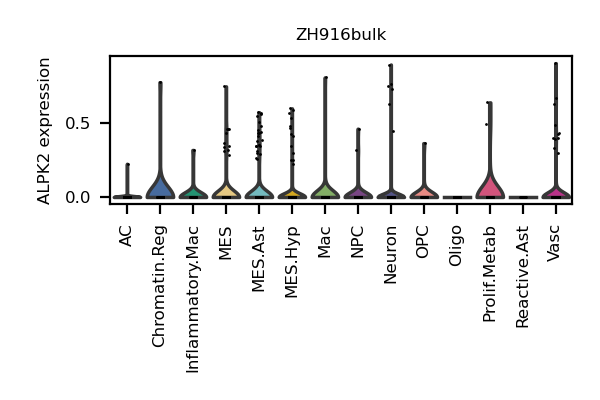 ZH916bulk
ALPK2 expression
0.5
0.0
AC
Chromatin.Reg
Inflammatory.Mac
MES
MES.Ast
MES.Hyp
Mac
NPC
Neuron
OPC
Oligo
Prolif.Metab
Reactive.Ast
Vasc